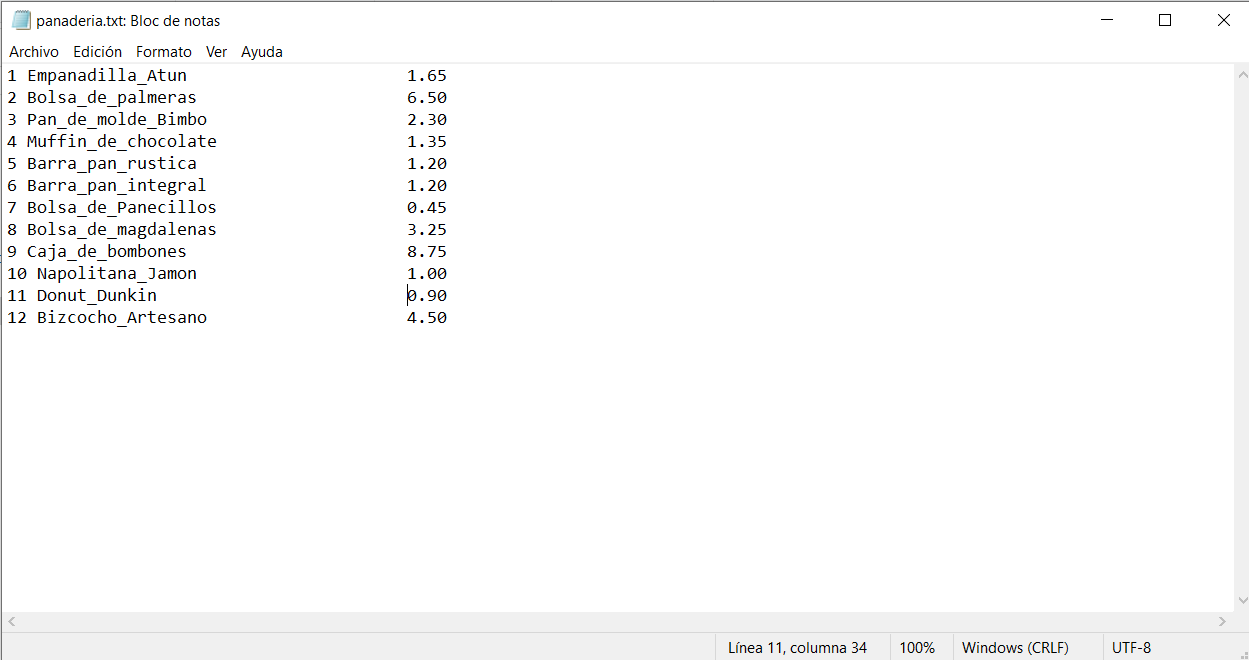 panaderia.txt: Bloc de notas
Archivo Edición Formato Ver Ayuda
1 Empanadilla_Atun 1.65
2 Bolsa_de_palmeras 6.50
3 Pan_de_molde_Bimbo 2.30
4 Muffin_de_chocolate 1.35
5 Barra_pan_rustica 1.20
6 Barra_pan_integral 1.20
7 Bolsa_de_Panecillos 0.45
8 Bolsa_de_magdalenas 3.25
9 Caja_de_bombones 8.75
10 Napolitana_Jamon 1.00
11 Donut_Dunkin 0.90
12 Bizcocho_Artesano 4.50
Línea 11, columna 34 100% Windows (CRLF) UTF-8